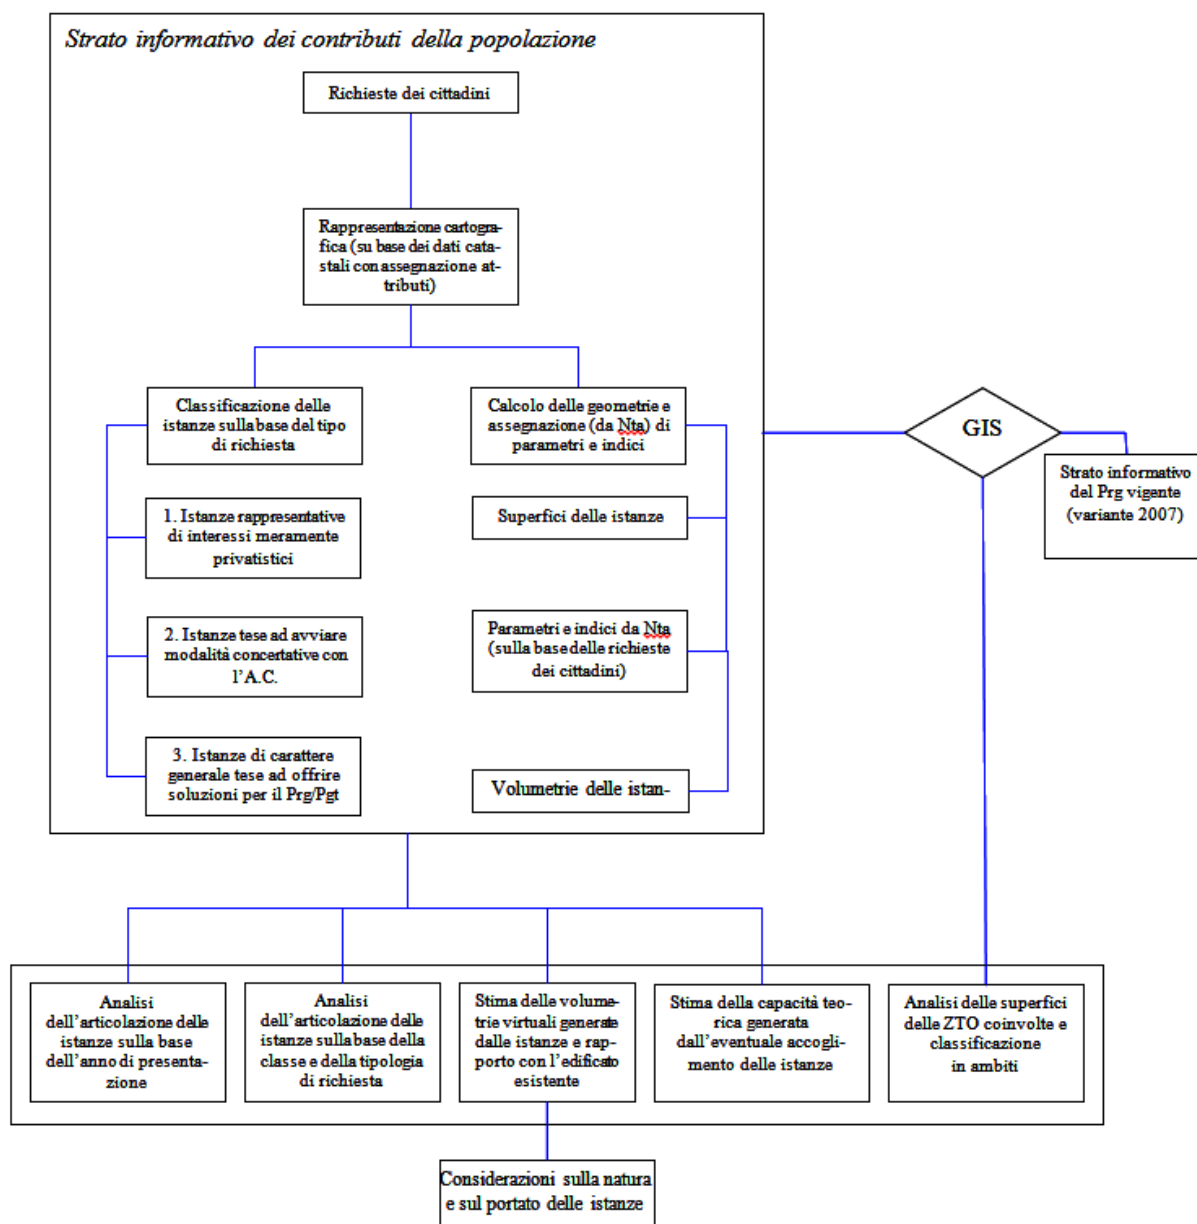 Strato informativo dei contributi della popolazione
Richieste dei cittadini
Rappresentazione cartogra-
fica (su base dei dati cata-
stali con assegnazione at-
tributi)
Classificazione delle
istanze sulla base del tipo
di richiesta
Calcolo delle geometrie e
assegnazione (da Nta) di
parametri e indici
GIS
Strato informativo
del Prg vigente
(variante 2007)
1. Istanze rappresentative
di interessi meramente
privatistici
Superfici delle istanze
2. Istanze tese ad avviare
modalità concertative con
l'A.C.
Parametri e indici da Nta
(sulla base delle richieste
dei cittadini)
3. Istanze di carattere
generale tese ad offrire
soluzioni per il Prg/Pgt
Volumetrie delle istan-
Analisi
dell'articolazione delle
istanze sulla base
dell'anno di presenta-
zione
Analisi
dell'articolazione delle
istanze sulla base della
classe e della tipologia
di richiesta
Stima delle volume-
trie virtuali generate
dalle istanze e rap-
porto con l'edificato
esistente
Stima della capacità teo-
rica generata
dall'eventuale accogli-
mento delle istanze
Analisi delle superfici
delle ZTO coinvolte e
classificazione
in ambiti
Considerazioni sulla natura
e sul portato delle istanze